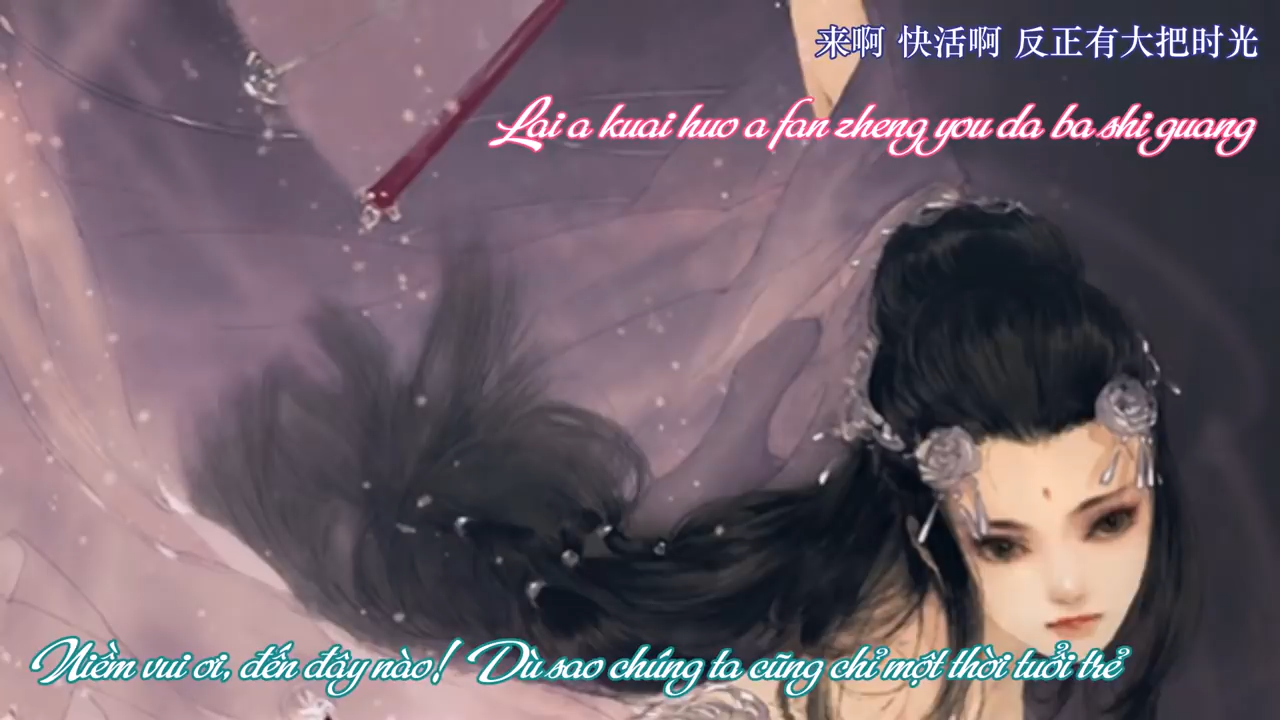 来啊 快活啊 反正有大把时光
Lai a kuai huo a fan zheng you da ba shi guang
Niềm vui ơi, đến đây nào! Dù sao chúng ta cũng chỉ một thời tuổi trẻ